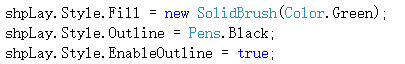 shpLay.Style.Fill = new SolidBrush(Color.Green);
shpLay.Style.Outline = Pens.Black;
shpLay.Style.EnableOutline = true;